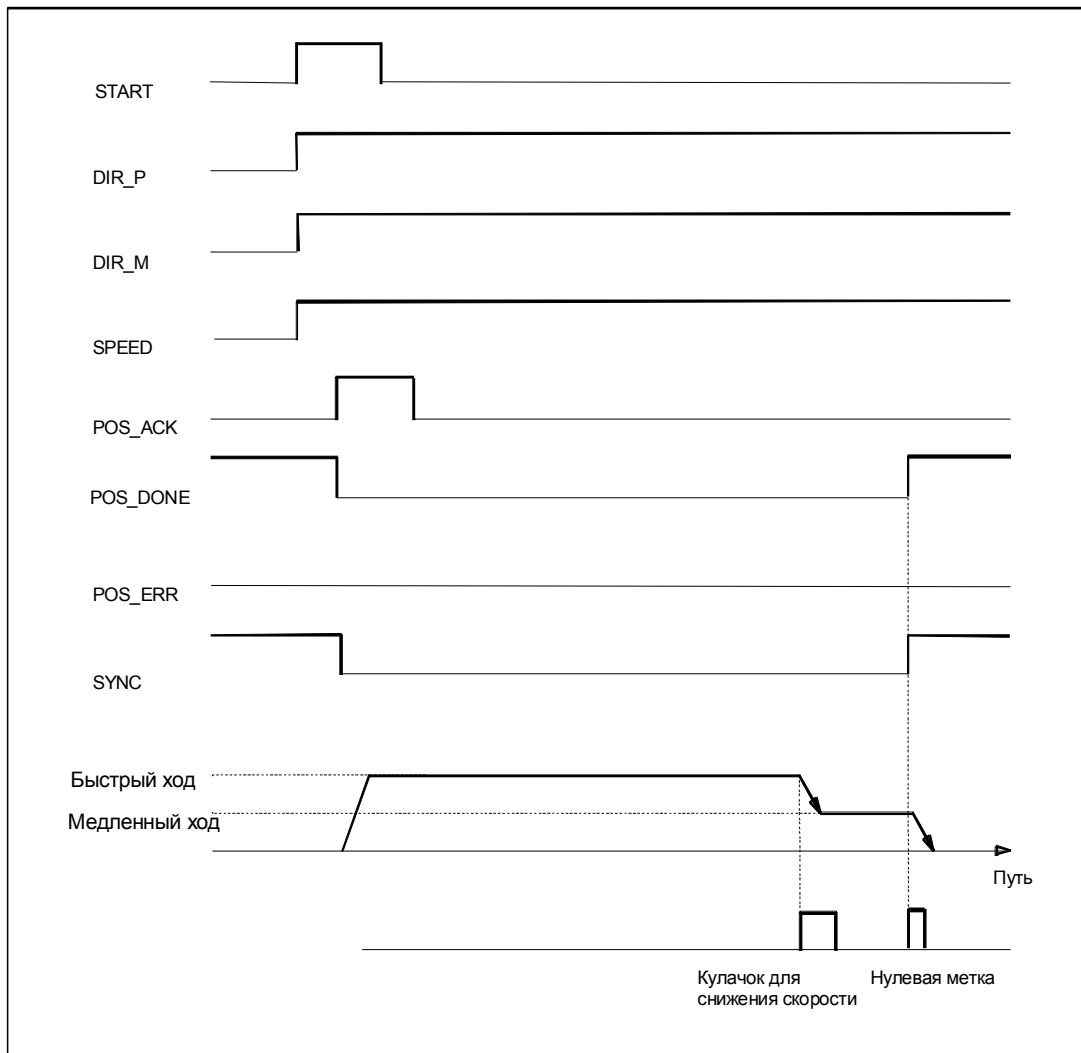 START
DIR_P
DIR_M
SPEED
POS_ACK
POS_DONE
POS_ERR
SYNC
Быстрый ход
Медленный ход
Путь
Кулачок для
снижения скорости
Нулевая метка